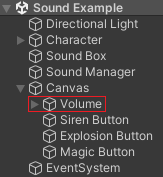 Sound Example
Directional Light
Character
Sound Box
Sound Manager
Canvas
Volume
Siren Button
Explosion Button
Magic Button
EventSystem